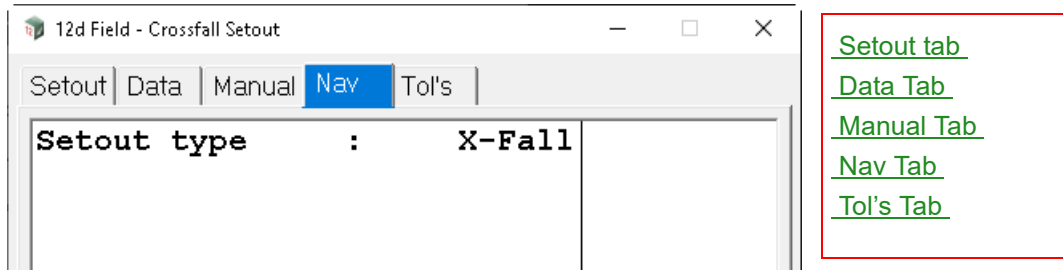 12d Field - Crossfall Setout
Setout Data Manual Nav Tol's
Setout type : X-Fall
Setout tab
Data Tab
Manual Tab
Nav Tab
Tol’s Tab